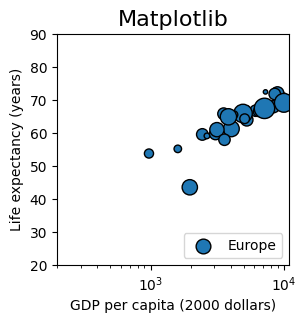 Matplotlib
90
80
70
60
50
40
30
20
Life expectancy (years)
Europe
10³ 10⁴
GDP per capita (2000 dollars)